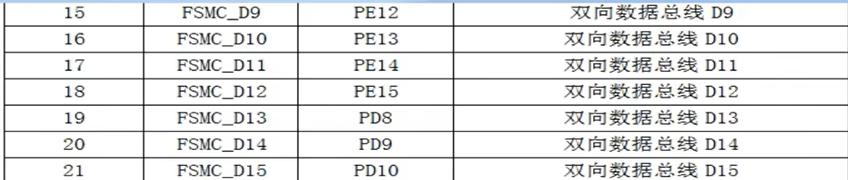 15 FSMC_D9 PE12 双向数据总线 D9
16 FSMC_D10 PE13 双向数据总线 D10
17 FSMC_D11 PE14 双向数据总线 D11
18 FSMC_D12 PE15 双向数据总线 D12
19 FSMC_D13 PD8 双向数据总线 D13
20 FSMC_D14 PD9 双向数据总线 D14
21 FSMC_D15 PD10 双向数据总线 D15